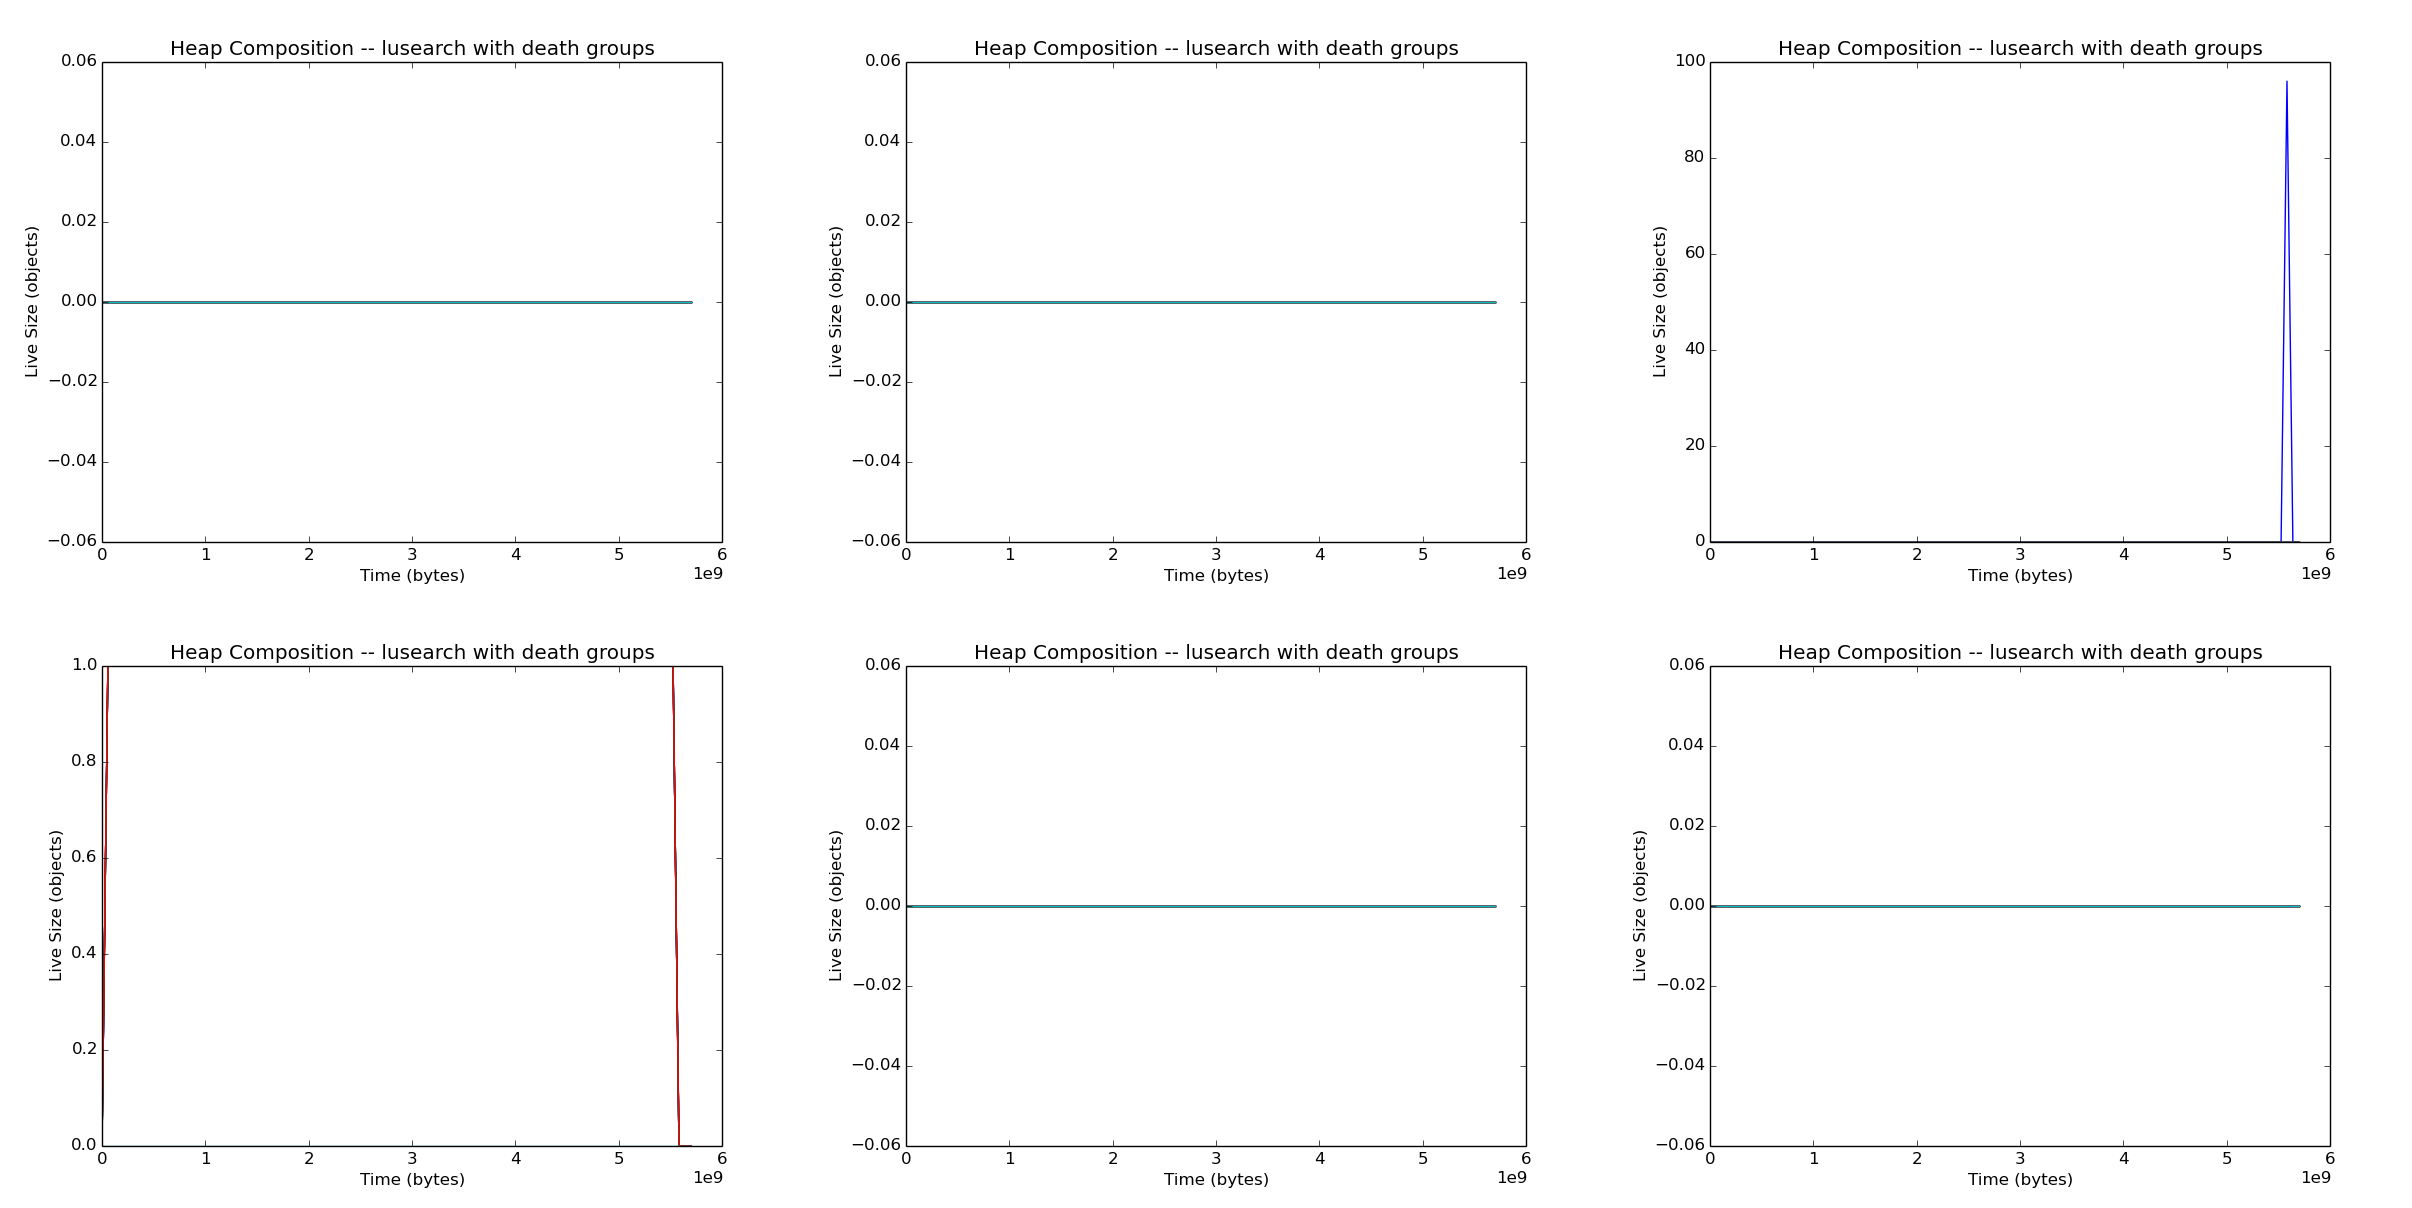 Heap Composition -- lusearch with death groups
0.06
0.04
0.02
0.00
−0.02
−0.04
−0.06
Live Size (objects)
0 1 2 3 4 5 6
1e9
Time (bytes)
Heap Composition -- lusearch with death groups
0.06
0.04
0.02
0.00
−0.02
−0.04
−0.06
Live Size (objects)
0 1 2 3 4 5 6
1e9
Time (bytes)
Heap Composition -- lusearch with death groups
100
80
60
40
20
0
Live Size (objects)
0 1 2 3 4 5 6
1e9
Time (bytes)
Heap Composition -- lusearch with death groups
1.0
0.8
0.6
0.4
0.2
0.0
Live Size (objects)
0 1 2 3 4 5 6
1e9
Time (bytes)
Heap Composition -- lusearch with death groups
0.06
0.04
0.02
0.00
−0.02
−0.04
−0.06
Live Size (objects)
0 1 2 3 4 5 6
1e9
Time (bytes)
Heap Composition -- lusearch with death groups
0.06
0.04
0.02
0.00
−0.02
−0.04
−0.06
Live Size (objects)
0 1 2 3 4 5 6
1e9
Time (bytes)